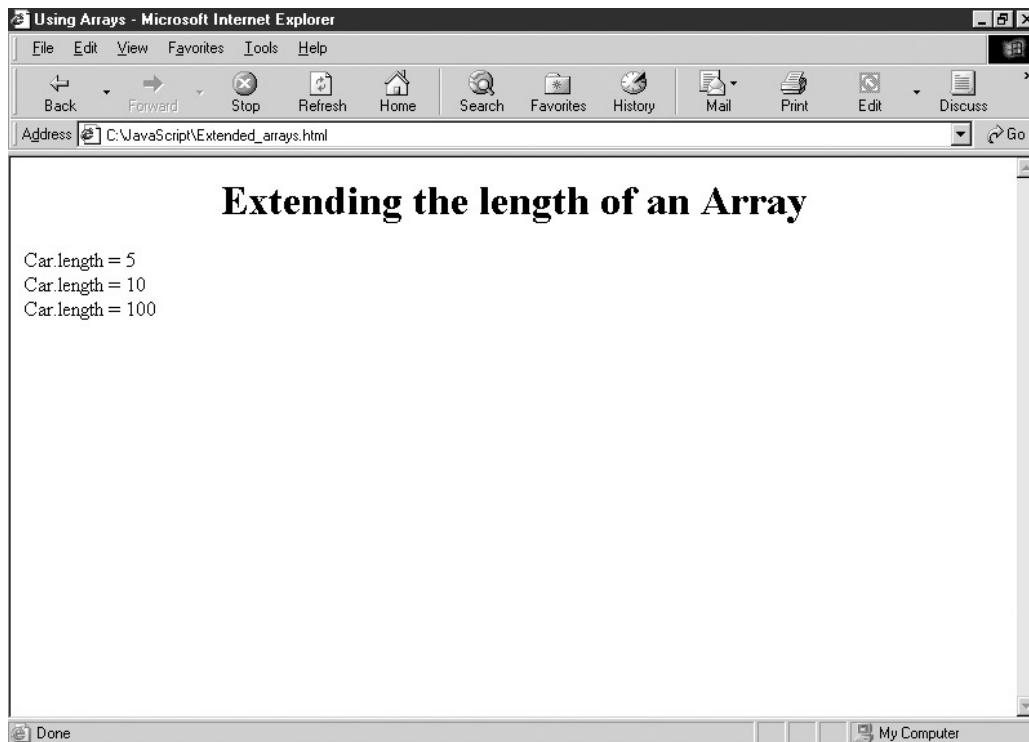 Using Arrays - Microsoft Internet Explorer
File Edit View Favorites Tools Help
Back Forward Stop Refresh Home Search Favorites History Mail Print Edit Discuss
Address C:\JavaScript\Extended_arrays.html Go
Extending the length of an Array
Car.length = 5
Car.length = 10
Car.length = 100
Done My Computer